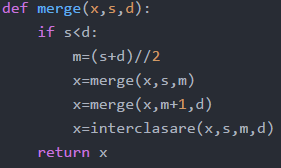 def merge(x,s,d):
    if s<d:
        m=(s+d)//2
        x=merge(x,s,m)
        x=merge(x,m+1,d)
        x=interclasare(x,s,m,d)
    return x